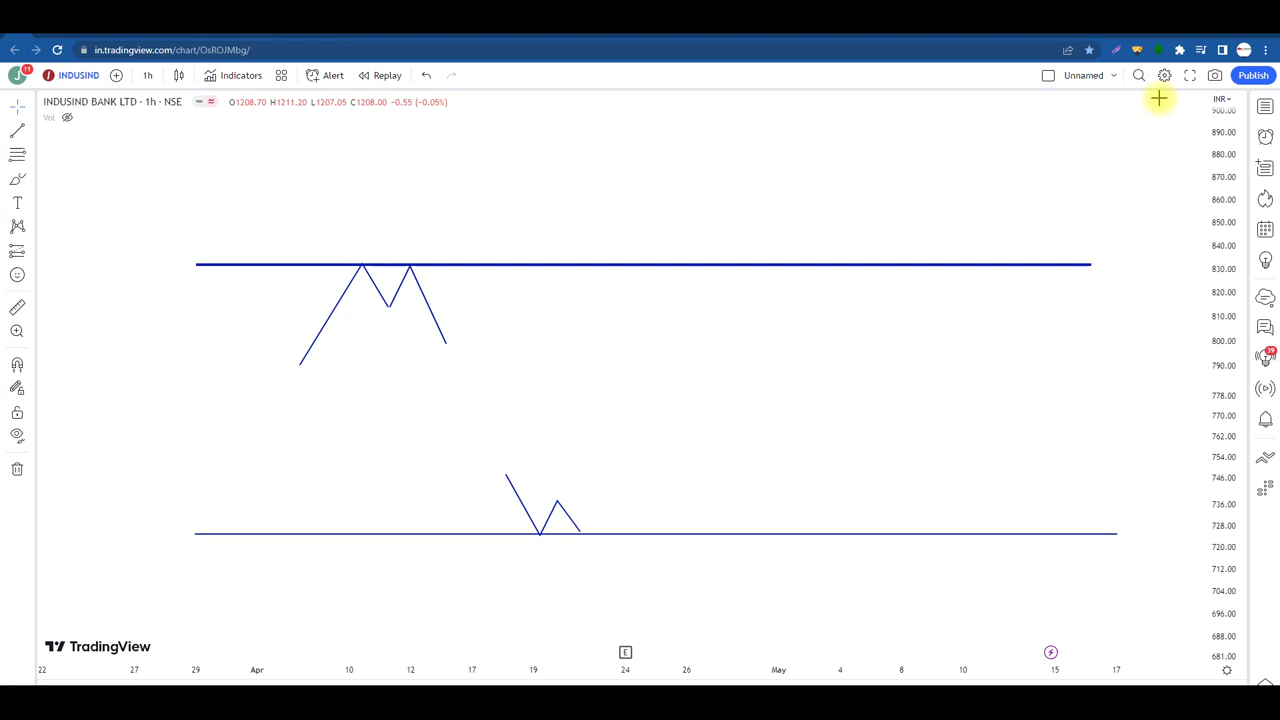 in.tradingview.com/chart/OsROJMbg/
J 11 INDUSIND 1h Indicators Alert Replay Unnamed Publish
INDUSIND BANK LTD · 1h · NSE O1208.70 H1211.20 L1207.05 C1208.00 −0.55 (−0.05%)
INR
Vol
900.00
890.00
880.00
870.00
860.00
850.00
840.00
830.00
820.00
810.00
800.00
790.00
778.00
770.00
762.00
754.00
746.00
736.00
728.00
720.00
712.00
704.00
696.00
688.00
681.00
39
T
TradingView
E
22 27 29 Apr 10 12 17 19 24 26 May 4 8 10 15 17